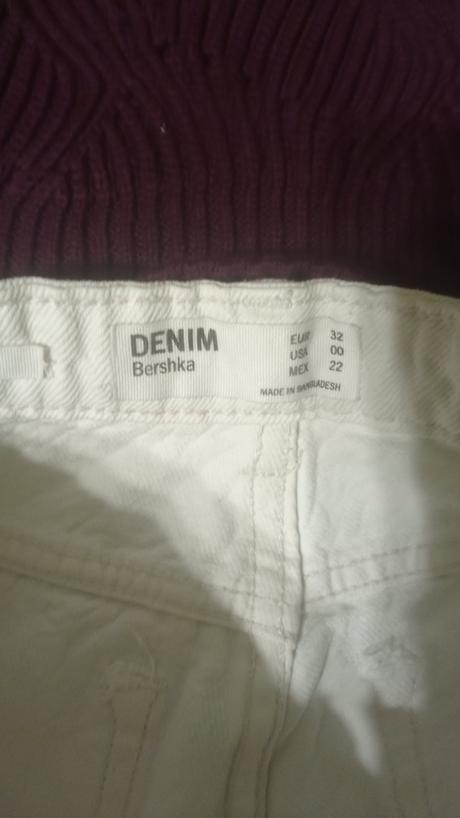 DENIM
Bershka
EUR 32
USA 00
MEX 22
MADE IN BANGLADESH